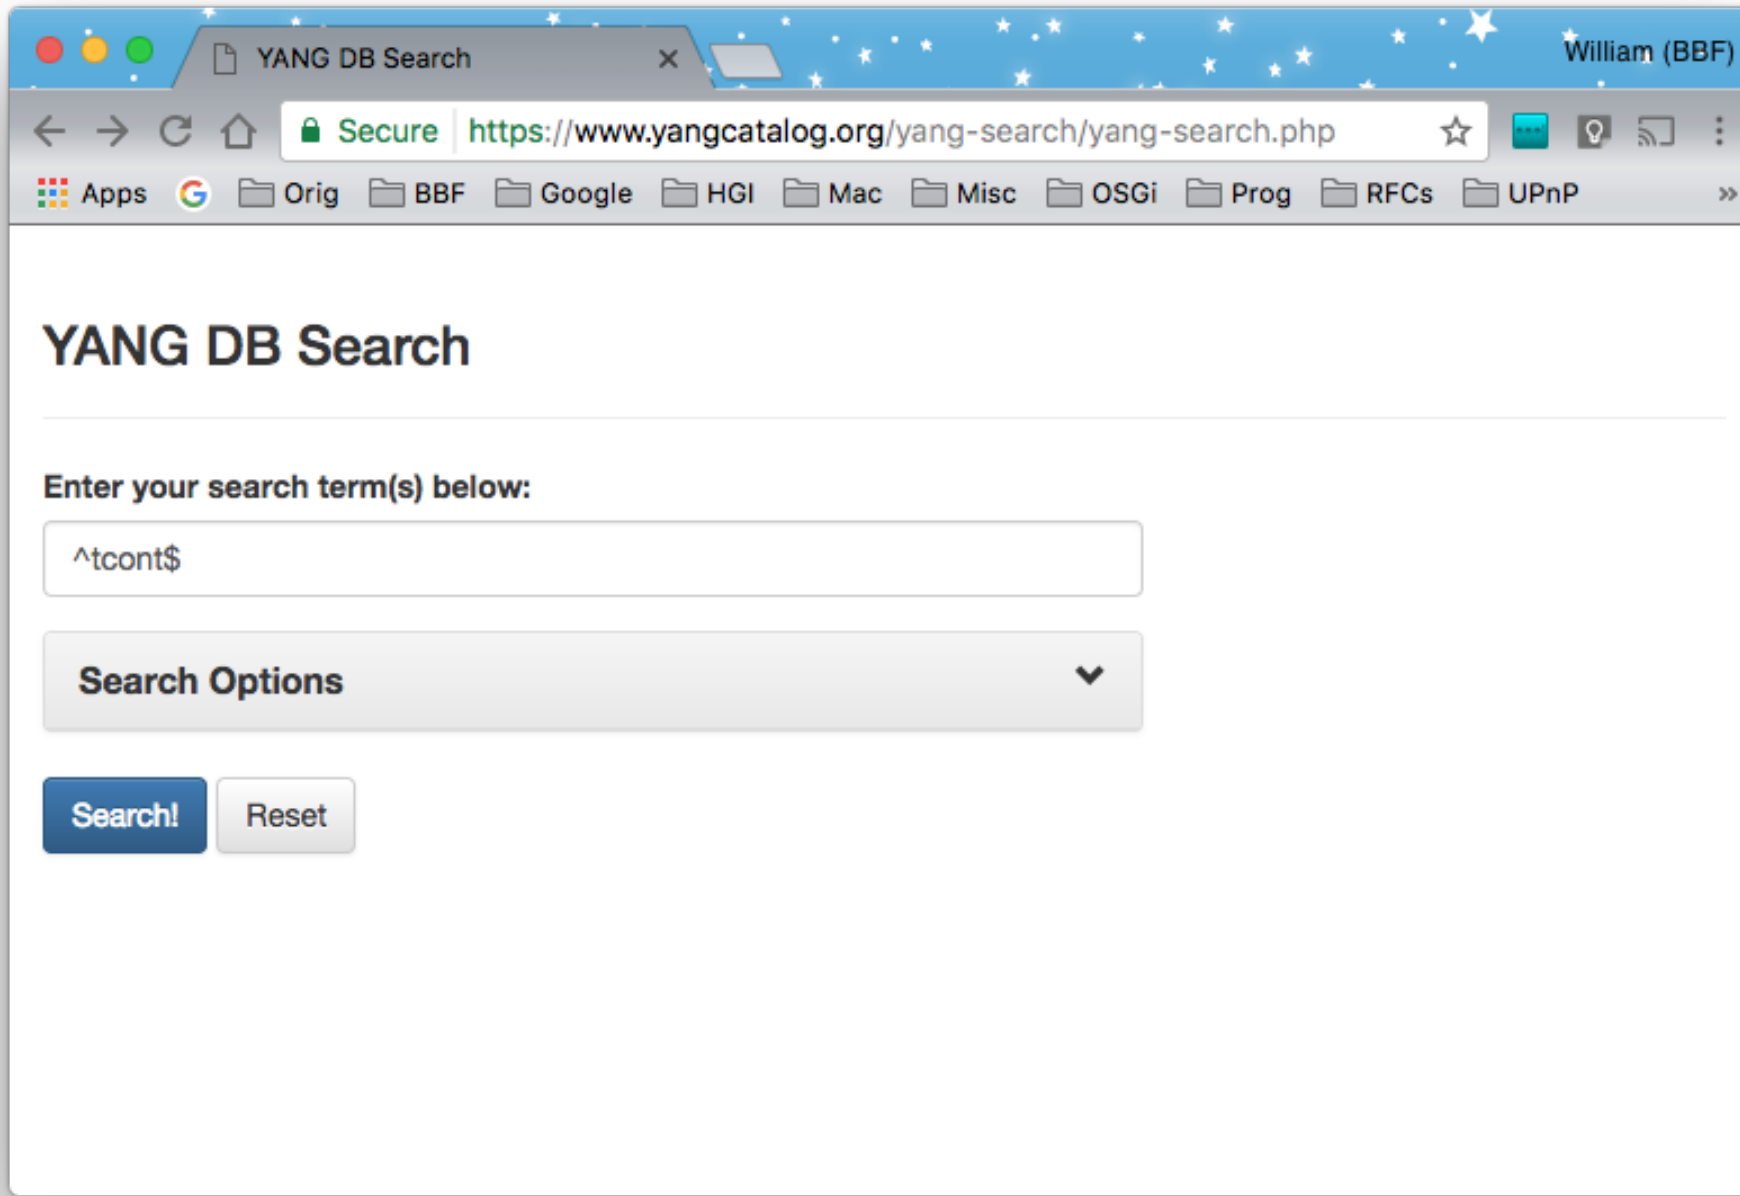 YANG DB Search
William (BBF)
Secure https://www.yangcatalog.org/yang-search/yang-search.php
Apps G Orig BBF Google HGI Mac Misc OSGi Prog RFCs UPnP »
YANG DB Search
Enter your search term(s) below:
^tcont$
Search Options
Search! Reset